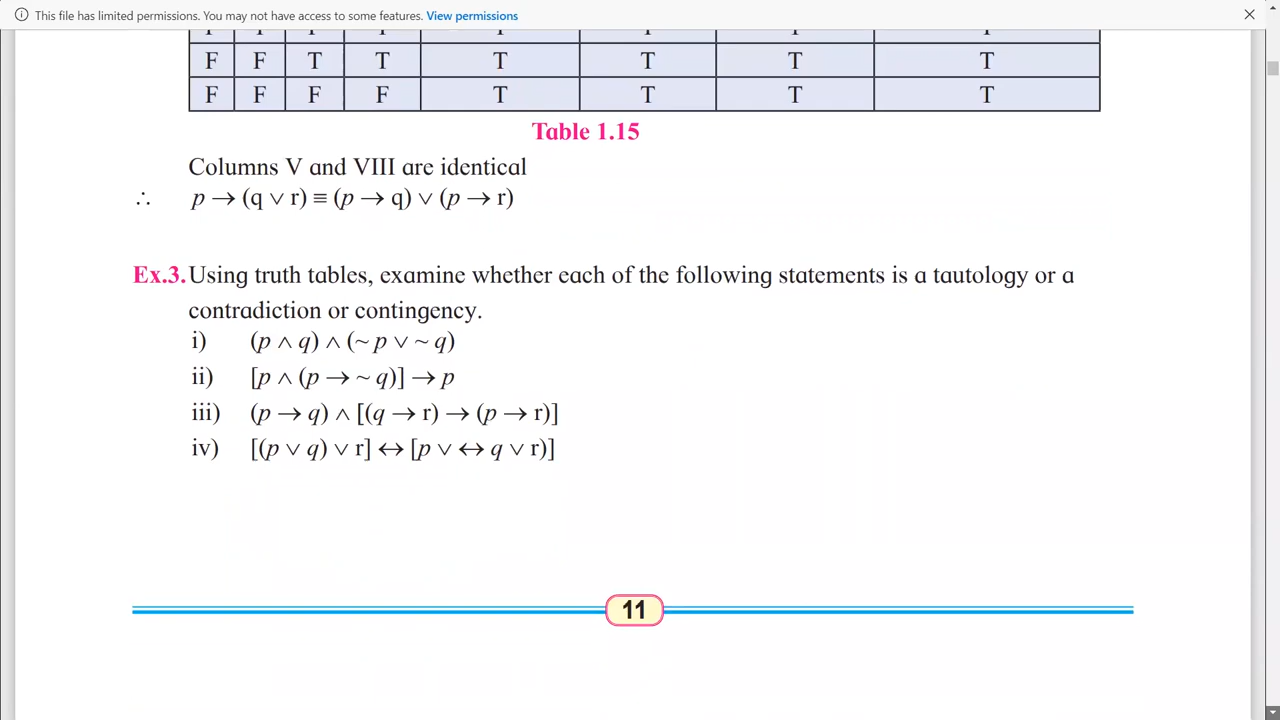 This file has limited permissions. You may not have access to some features. View permissions
F F T T T T T T
F F F F T T T T
Table 1.15
Columns V and VIII are identical
∴ p → (q ∨ r) ≡ (p → q) ∨ (p → r)
Ex.3. Using truth tables, examine whether each of the following statements is a tautology or a
contradiction or contingency.
i) (p ∧ q) ∧ (~ p ∨ ~ q)
ii) [p ∧ (p → ~ q)] → p
iii) (p → q) ∧ [(q → r) → (p → r)]
iv) [(p ∨ q) ∨ r] ↔ [p ∨ ↔ q ∨ r)]
11